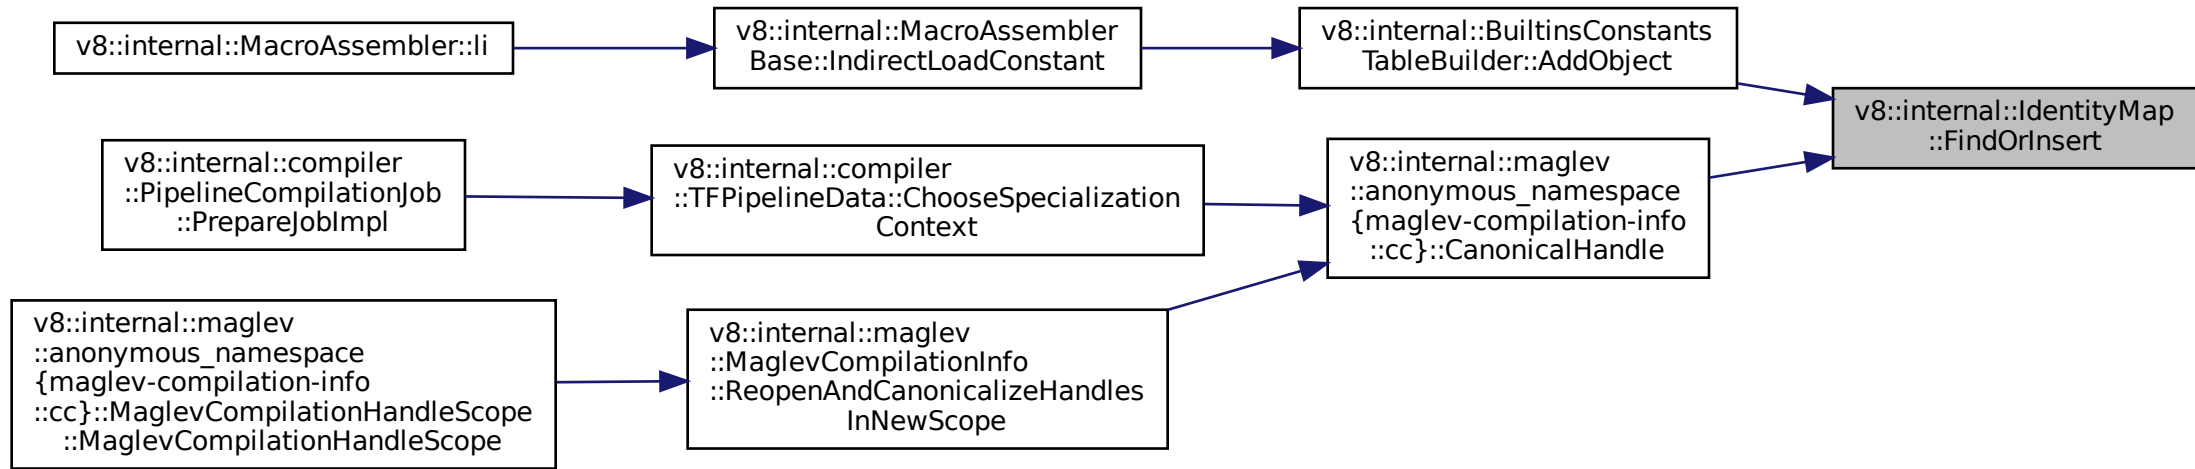 v8::internal::MacroAssembler::li
v8::internal::MacroAssembler
Base::IndirectLoadConstant
v8::internal::BuiltinsConstants
TableBuilder::AddObject
v8::internal::IdentityMap
::FindOrInsert
v8::internal::compiler
::PipelineCompilationJob
::PrepareJobImpl
v8::internal::compiler
::TFPipelineData::ChooseSpecialization
Context
v8::internal::maglev
::anonymous_namespace
{maglev-compilation-info
::cc}::CanonicalHandle
v8::internal::maglev
::anonymous_namespace
{maglev-compilation-info
::cc}::MaglevCompilationHandleScope
::MaglevCompilationHandleScope
v8::internal::maglev
::MaglevCompilationInfo
::ReopenAndCanonicalizeHandles
InNewScope